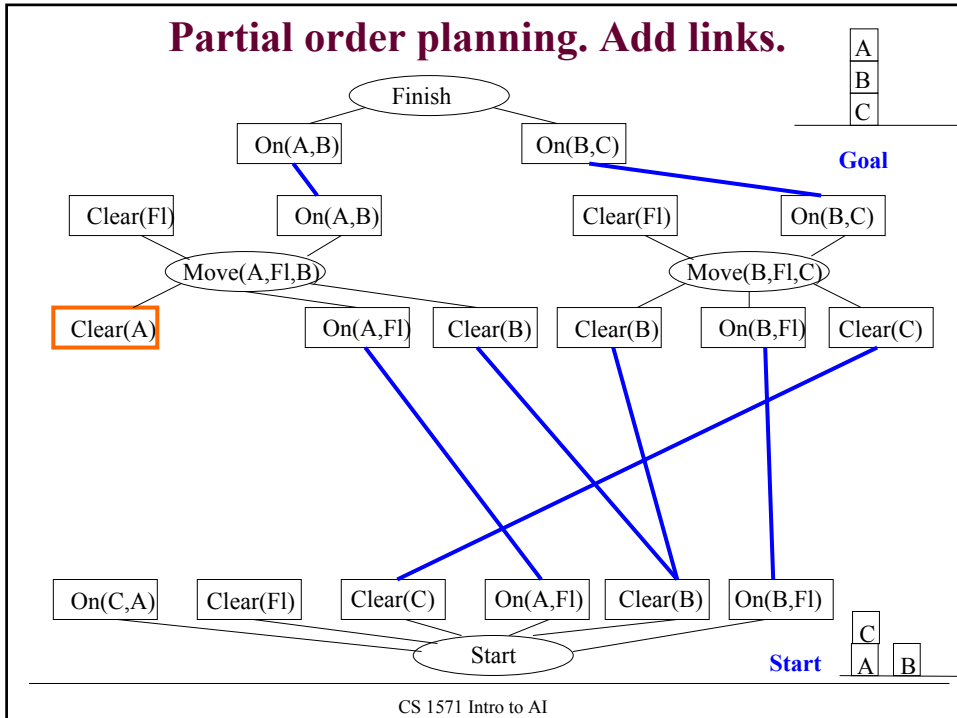 Partial order planning. Add links.
A
B
C
Finish
On(A,B) On(B,C)
Goal
Clear(Fl) On(A,B) Clear(Fl) On(B,C)
Move(A,Fl,B) Move(B,Fl,C)
Clear(A) On(A,Fl) Clear(B) Clear(B) On(B,Fl) Clear(C)
On(C,A) Clear(Fl) Clear(C) On(A,Fl) Clear(B) On(B,Fl)
C
Start Start A B
CS 1571 Intro to AI